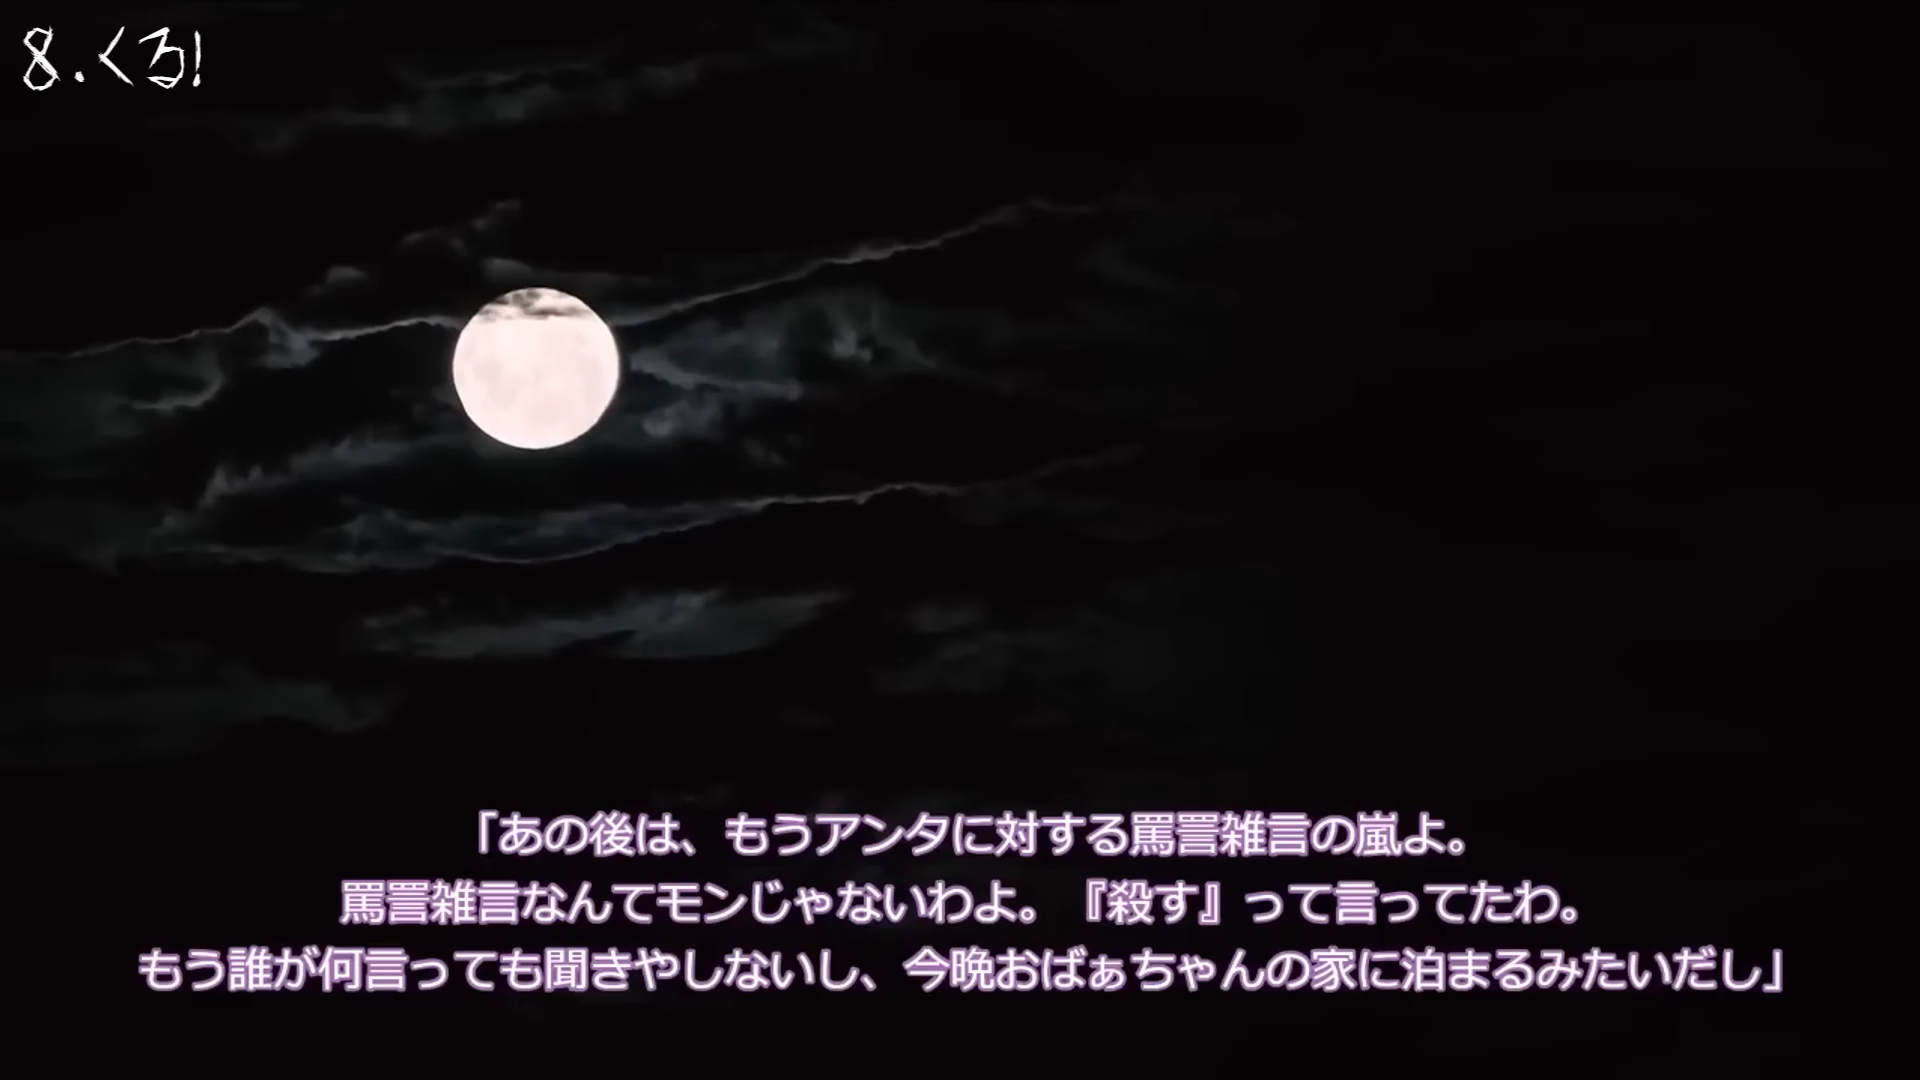 8.くる!
「あの後は、もうアンタに対する罵詈雑言の嵐よ。
罵詈雑言なんてモンじゃないわよ。『殺す』って言ってたわ。
もう誰が何言っても聞きやしないし、今晩おばぁちゃんの家に泊まるみたいだし」